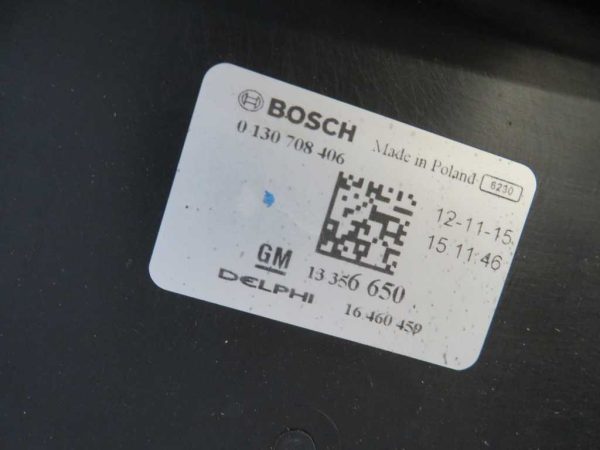 BOSCH
0 130 708 406 Made in Poland 6230
12-11-15
15:11:46
GM 13 356 650
DELPHI 16 460 459